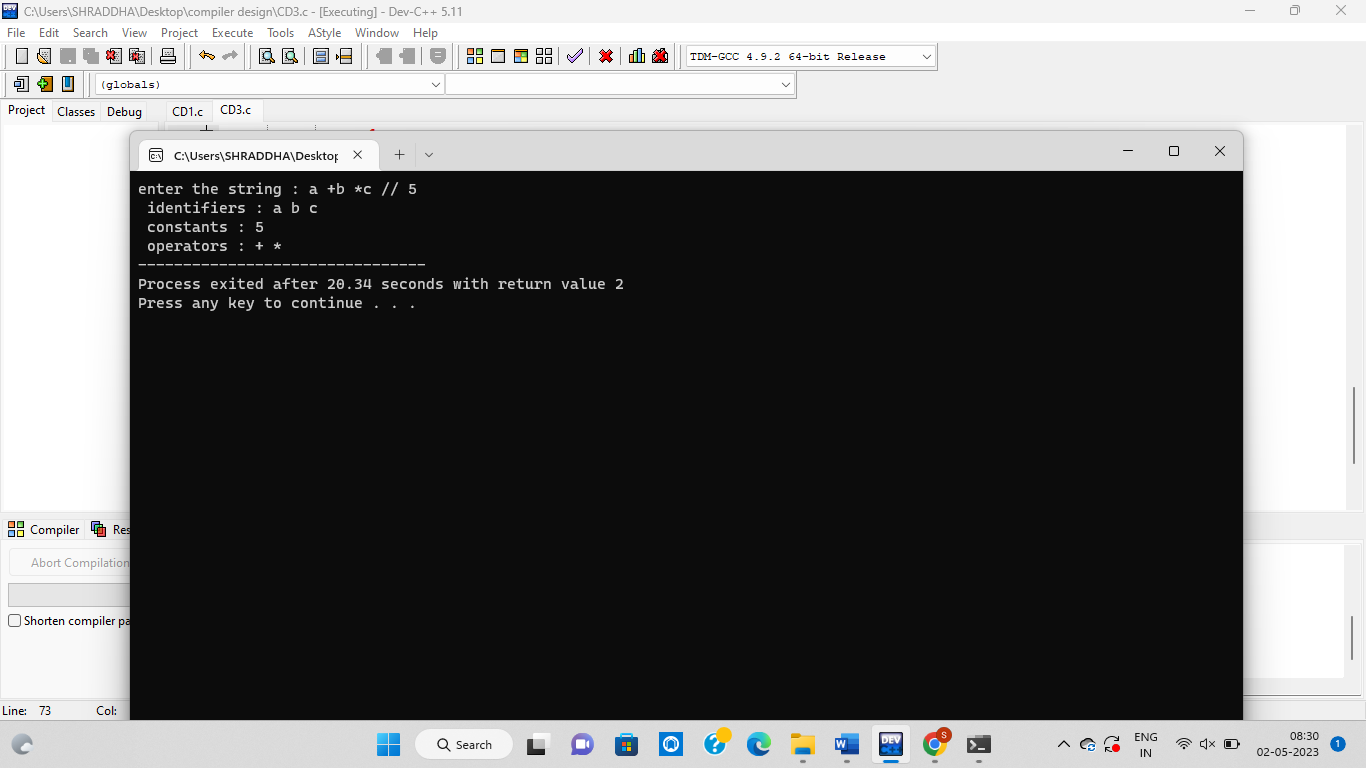 C:\Users\SHRADDHA\Desktop\compiler design\CD3.c - [Executing] - Dev-C++ 5.11
File Edit Search View Project Execute Tools AStyle Window Help
TDM-GCC 4.9.2 64-bit Release
(globals)
Project Classes Debug CD1.c CD3.c
C:\Users\SHRADDHA\Desktop
enter the string : a +b *c // 5
identifiers : a b c
constants : 5
operators : + *
--------------------------------
Process exited after 20.34 seconds with return value 2
Press any key to continue . . .
Compiler Res
Abort Compilation
Shorten compiler pa
Line: 73 Col:
Search
DEV
S
5
ENG
IN
08:30
02-05-2023
1